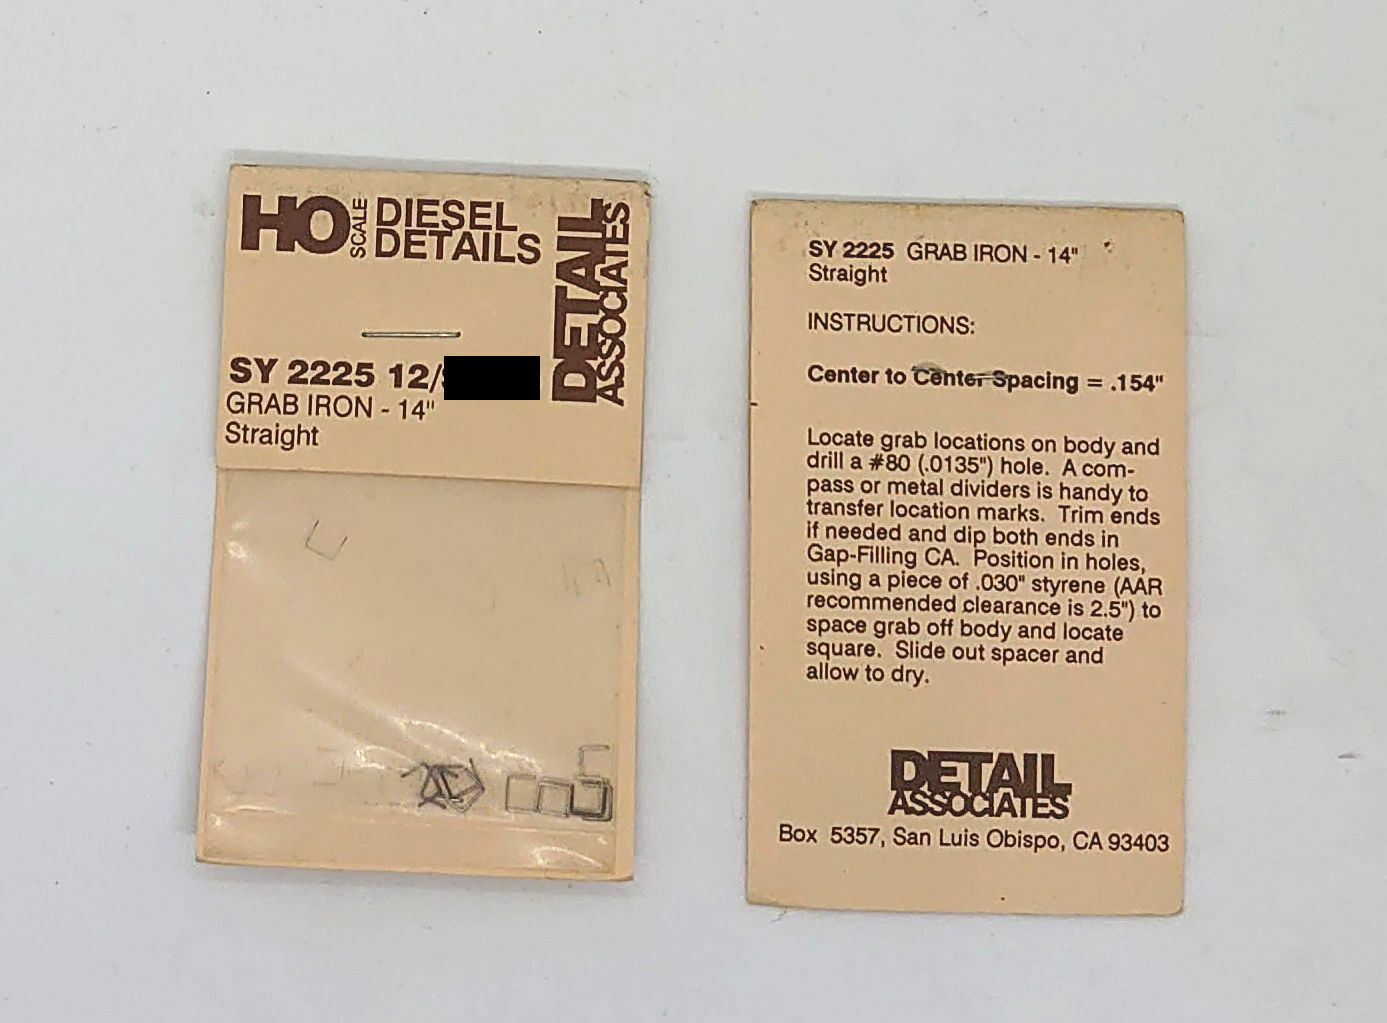 HO SCALE DIESEL
DETAILS
DETAIL
ASSOCIATES
SY 2225 12/
GRAB IRON - 14"
Straight
SY 2225 GRAB IRON - 14"
Straight
INSTRUCTIONS:
Center to Center Spacing = .154"
Locate grab locations on body and
drill a #80 (.0135") hole. A com-
pass or metal dividers is handy to
transfer location marks. Trim ends
if needed and dip both ends in
Gap-Filling CA. Position in holes,
using a piece of .030" styrene (AAR
recommended clearance is 2.5") to
space grab off body and locate
square. Slide out spacer and
allow to dry.
DETAIL
ASSOCIATES
Box 5357, San Luis Obispo, CA 93403